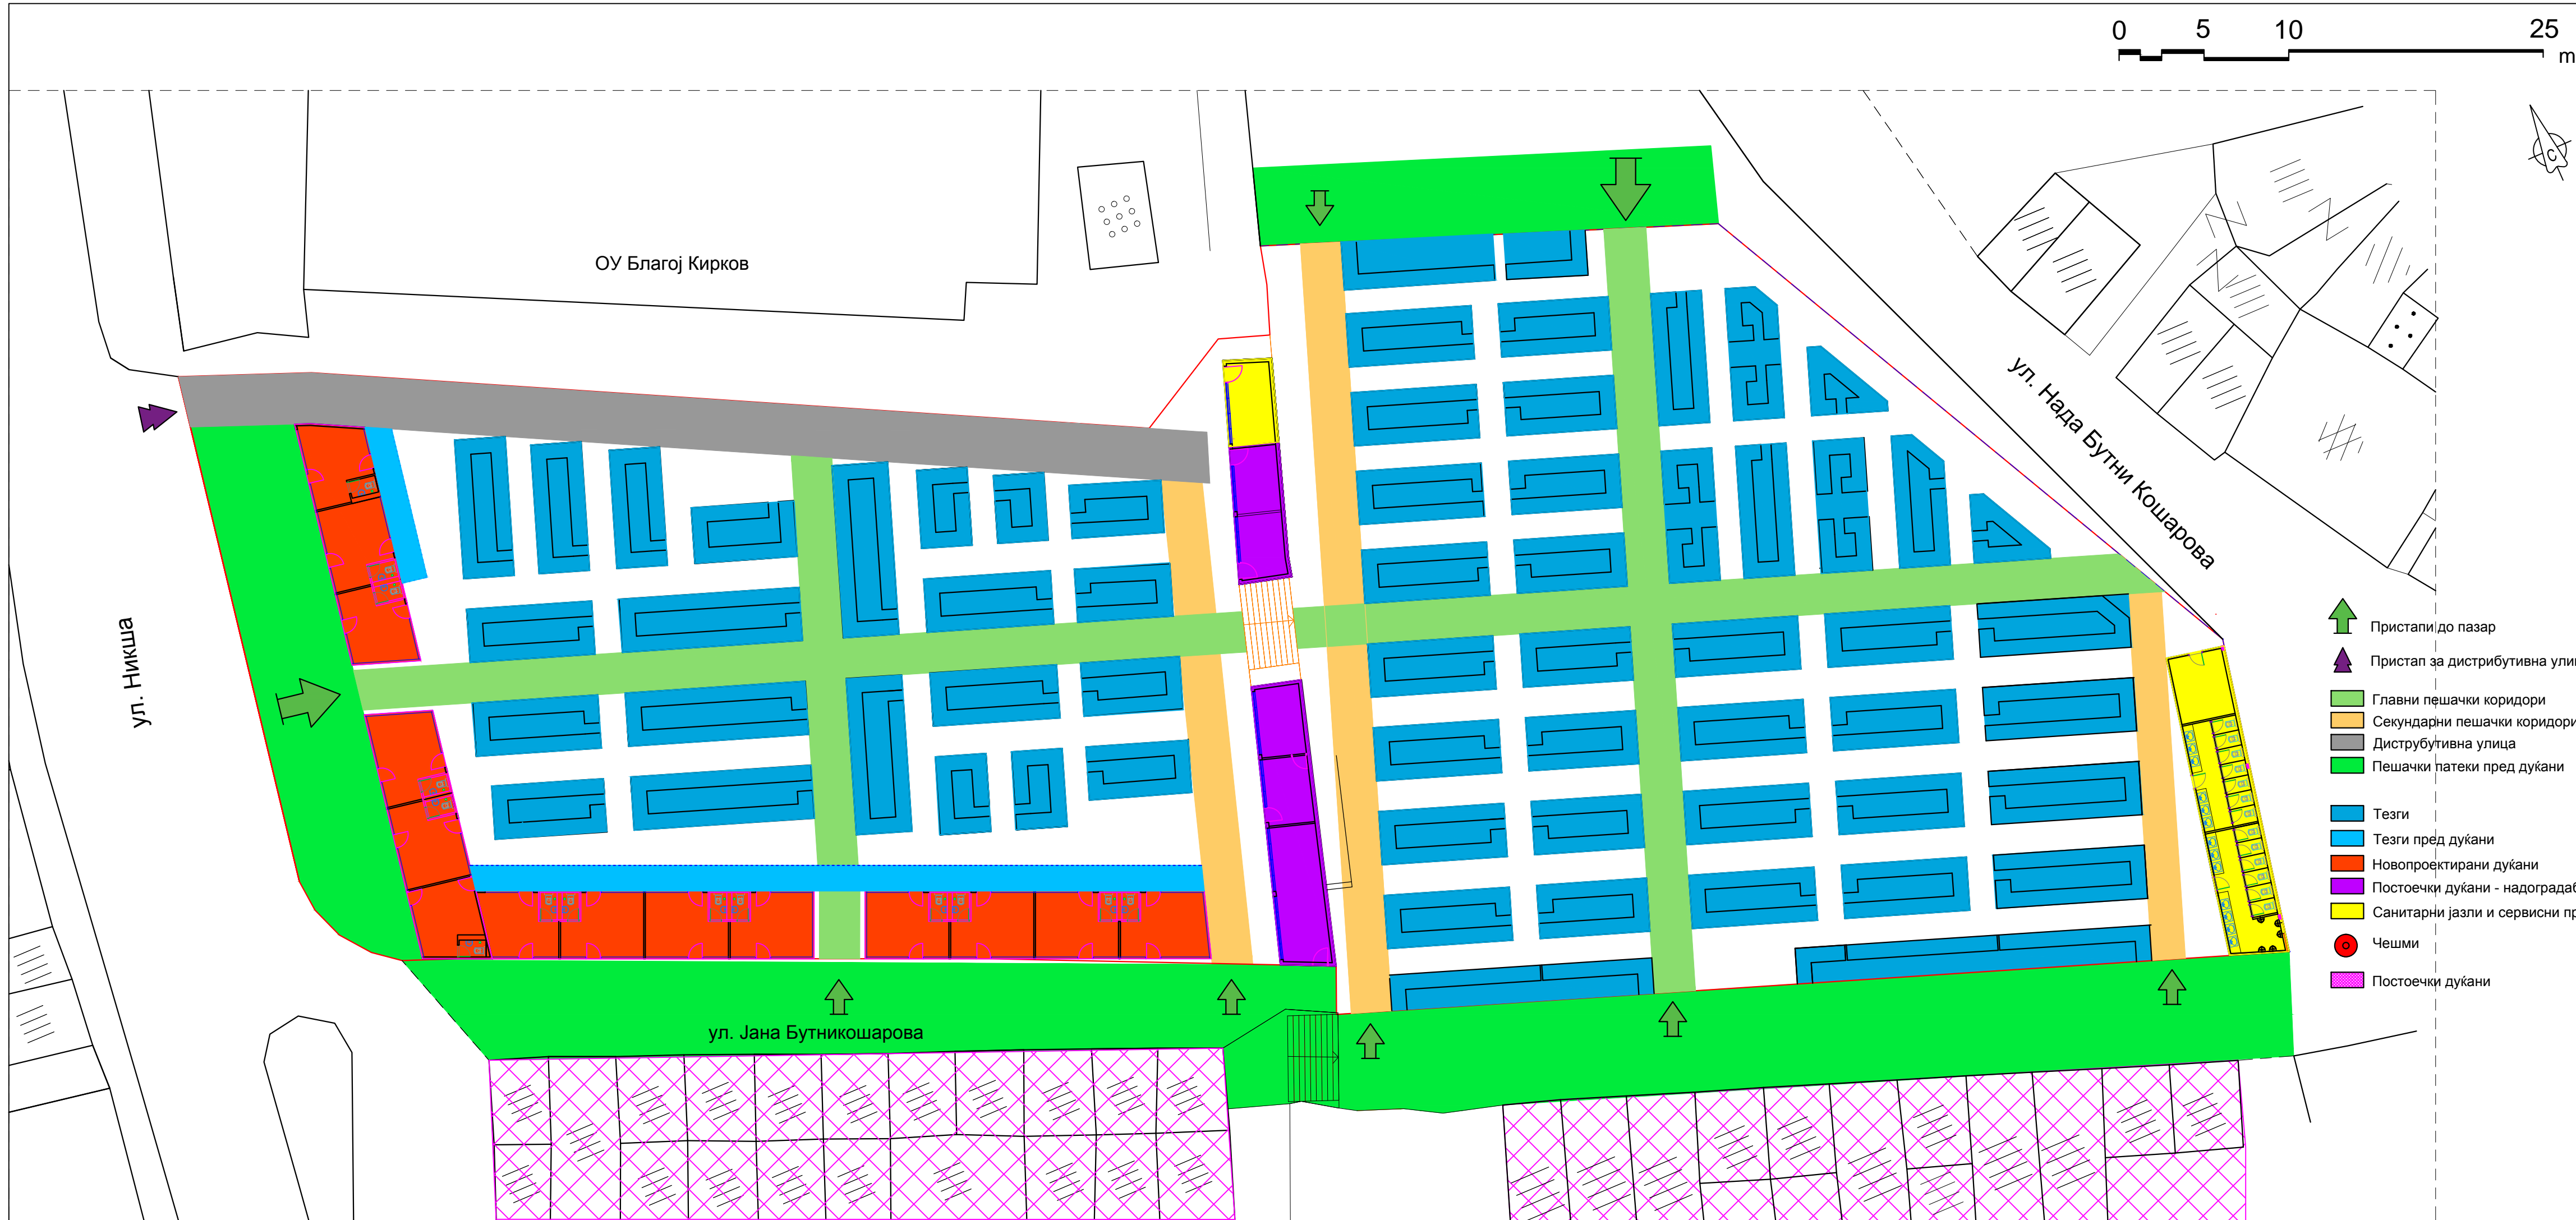 0 5 10 25
m
С
ОУ Благој Кирков
ул. Нада Бутни Кошарова
ул. Никша
ул. Јана Бутникошарова
Пристапи до пазар
Пристап за дистрибутивна ули
Главни пешачки коридори
Секундарни пешачки коридори
Диструбутивна улица
Пешачки патеки пред дуќани
Тезги
Тезги пред дуќани
Новопроектирани дуќани
Постоечки дуќани - надоградаб
Санитарни јазли и сервисни пр
Чешми
Постоечки дуќани